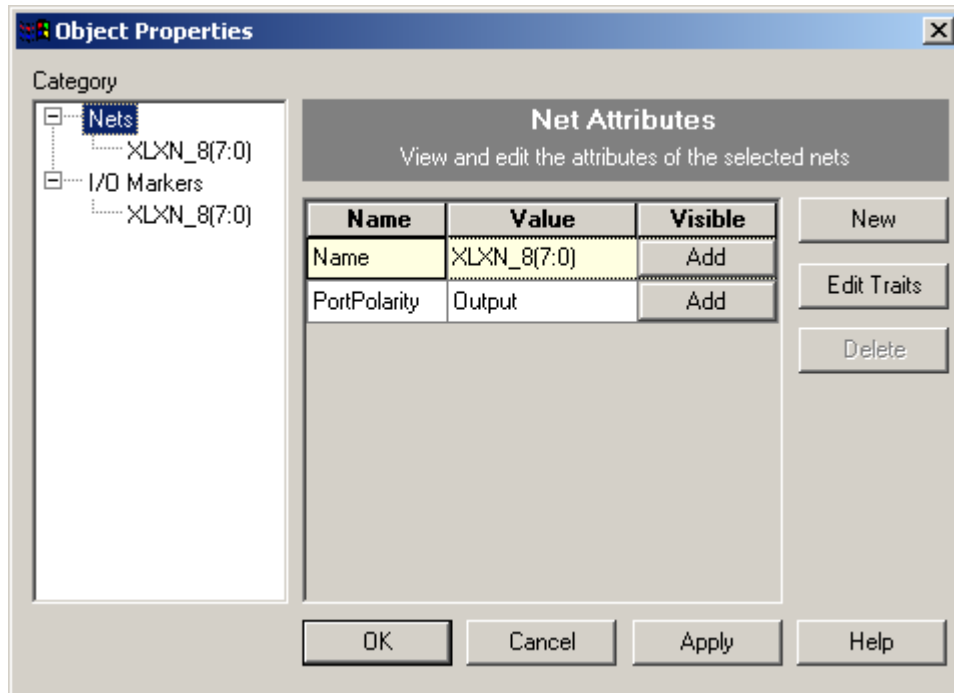 Object Properties
Category
Nets
XLXN_8(7:0)
I/O Markers
XLXN_8(7:0)
Net Attributes
View and edit the attributes of the selected nets
Name Value Visible
Name XLXN_8(7:0) Add
PortPolarity Output Add
New
Edit Traits
Delete
OK Cancel Apply Help